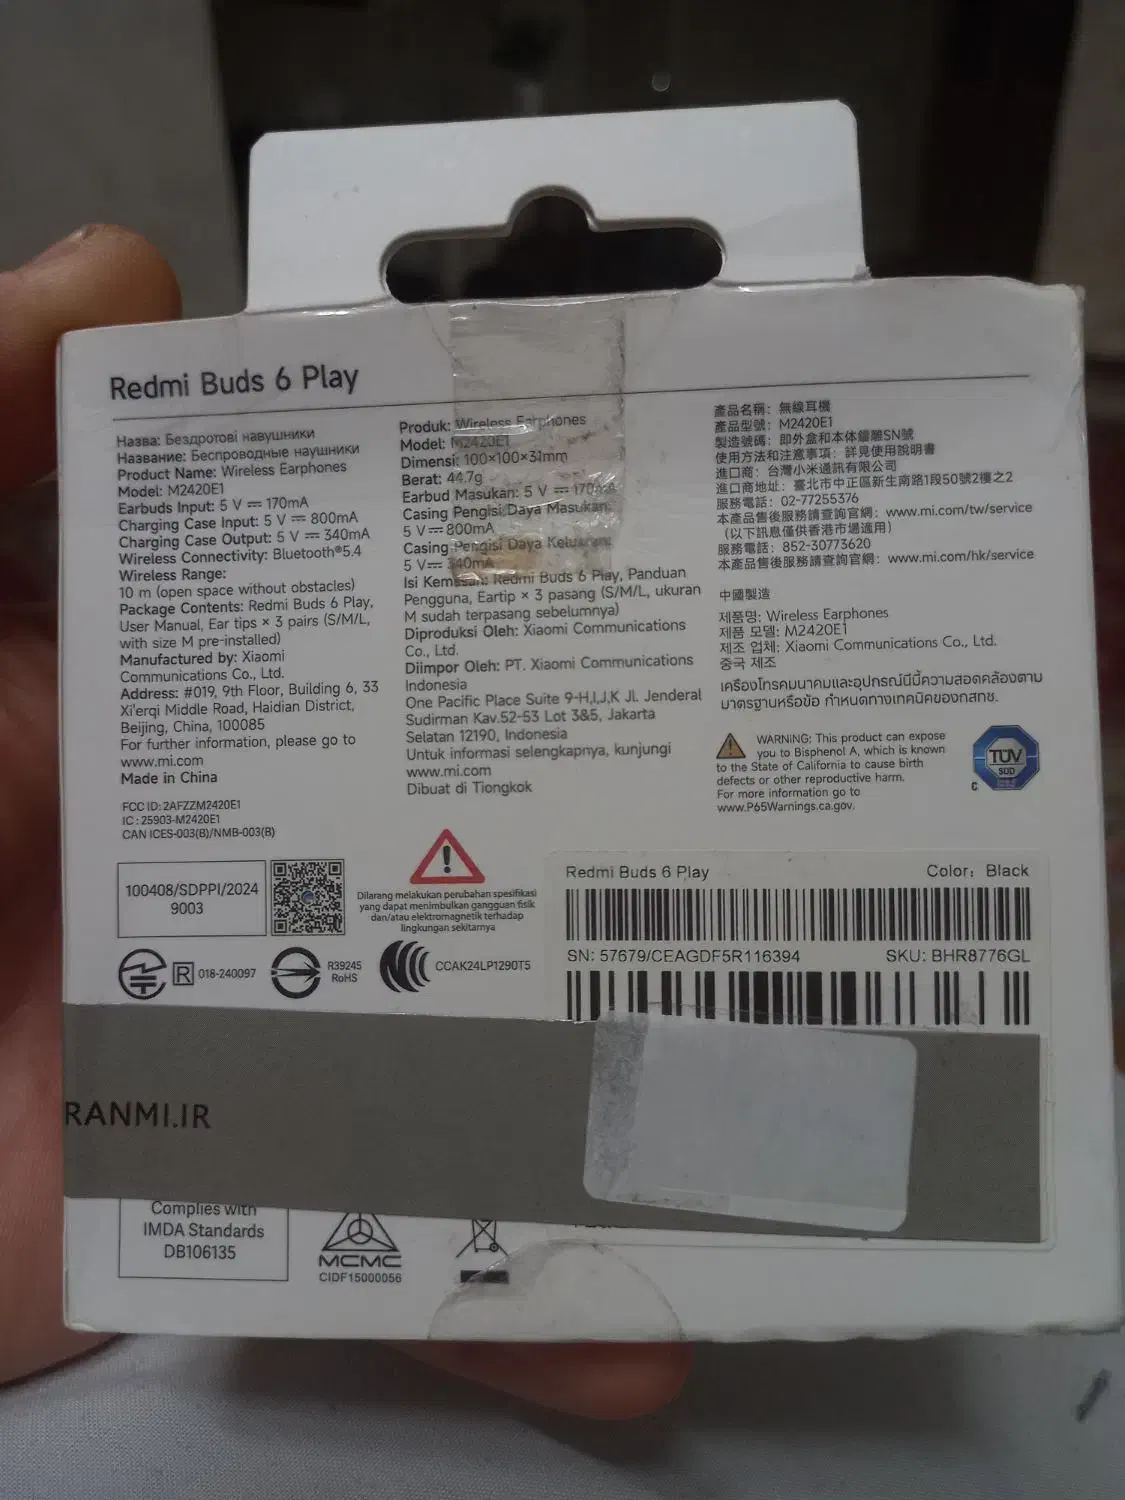 Redmi Buds 6 Play
Назва: Бездротові навушники
Название: Беспроводные наушники
Product Name: Wireless Earphones
Model: M2420E1
Earbuds Input: 5 V ⎓ 170mA
Charging Case Input: 5 V ⎓ 800mA
Charging Case Output: 5 V ⎓ 340mA
Wireless Connectivity: Bluetooth®5.4
Wireless Range:
10 m (open space without obstacles)
Package Contents: Redmi Buds 6 Play,
User Manual, Ear tips × 3 pairs (S/M/L,
with size M pre-installed)
Manufactured by: Xiaomi
Communications Co., Ltd.
Address: #019, 9th Floor, Building 6, 33
Xi'erqi Middle Road, Haidian District,
Beijing, China, 100085
For further information, please go to
www.mi.com
Made in China
FCC ID: 2AFZZM2420E1
IC : 25903-M2420E1
CAN ICES-003(B)/NMB-003(B)
Produk: Wireless Earphones
Model: M2420E1
Dimensi: 100×100×31mm
Berat: 44.7g
Earbud Masukan: 5 V ⎓ 170mA
Casing Pengisi Daya Masukan:
5 V ⎓ 800mA
Casing Pengisi Daya Keluaran:
5 V ⎓ 340mA
Isi Kemasan: Redmi Buds 6 Play, Panduan
Pengguna, Eartip × 3 pasang (S/M/L, ukuran
M sudah terpasang sebelumnya)
Diproduksi Oleh: Xiaomi Communications
Co., Ltd.
Diimpor Oleh: PT. Xiaomi Communications
Indonesia
One Pacific Place Suite 9-H,I,J,K Jl. Jenderal
Sudirman Kav.52-53 Lot 3&5, Jakarta
Selatan 12190, Indonesia
Untuk informasi selengkapnya, kunjungi
www.mi.com
Dibuat di Tiongkok
產品名稱：無線耳機
產品型號：M2420E1
製造號碼：即外盒和本体鐳雕SN號
使用方法和注意事項：詳見使用說明書
進口商：台灣小米通訊有限公司
進口商地址：臺北市中正區新生南路1段50號2樓之2
服務電話：02-77255376
本產品售後服務請查詢官網：www.mi.com/tw/service
（以下訊息僅供香港市場適用）
服務電話：852-30773620
本產品售後服務請查詢官網：www.mi.com/hk/service
中國製造
제품명: Wireless Earphones
제품 모델: M2420E1
제조 업체: Xiaomi Communications Co., Ltd.
중국 제조
เครื่องโทรคมนาคมและอุปกรณ์นี้มีความสอดคล้องตาม
มาตรฐานหรือข้อ กำหนดทางเทคนิคของกสทช.
WARNING: This product can expose
you to Bisphenol A, which is known
to the State of California to cause birth
defects or other reproductive harm.
For more information go to
www.P65Warnings.ca.gov.
TÜV
SÜD
C
100408/SDPPI/2024
9003
Dilarang melakukan perubahan spesifikasi
yang dapat menimbulkan gangguan fisik
dan/atau elektromagnetik terhadap
lingkungan sekitarnya
R 018-240097
R39245
RoHS
CCAK24LP1290T5
Redmi Buds 6 Play Color: Black
SN: 57679/CEAGDF5R116394 SKU: BHR8776GL
RANMI.IR
Complies with
IMDA Standards
DB106135
MCMC
CIDF15000056